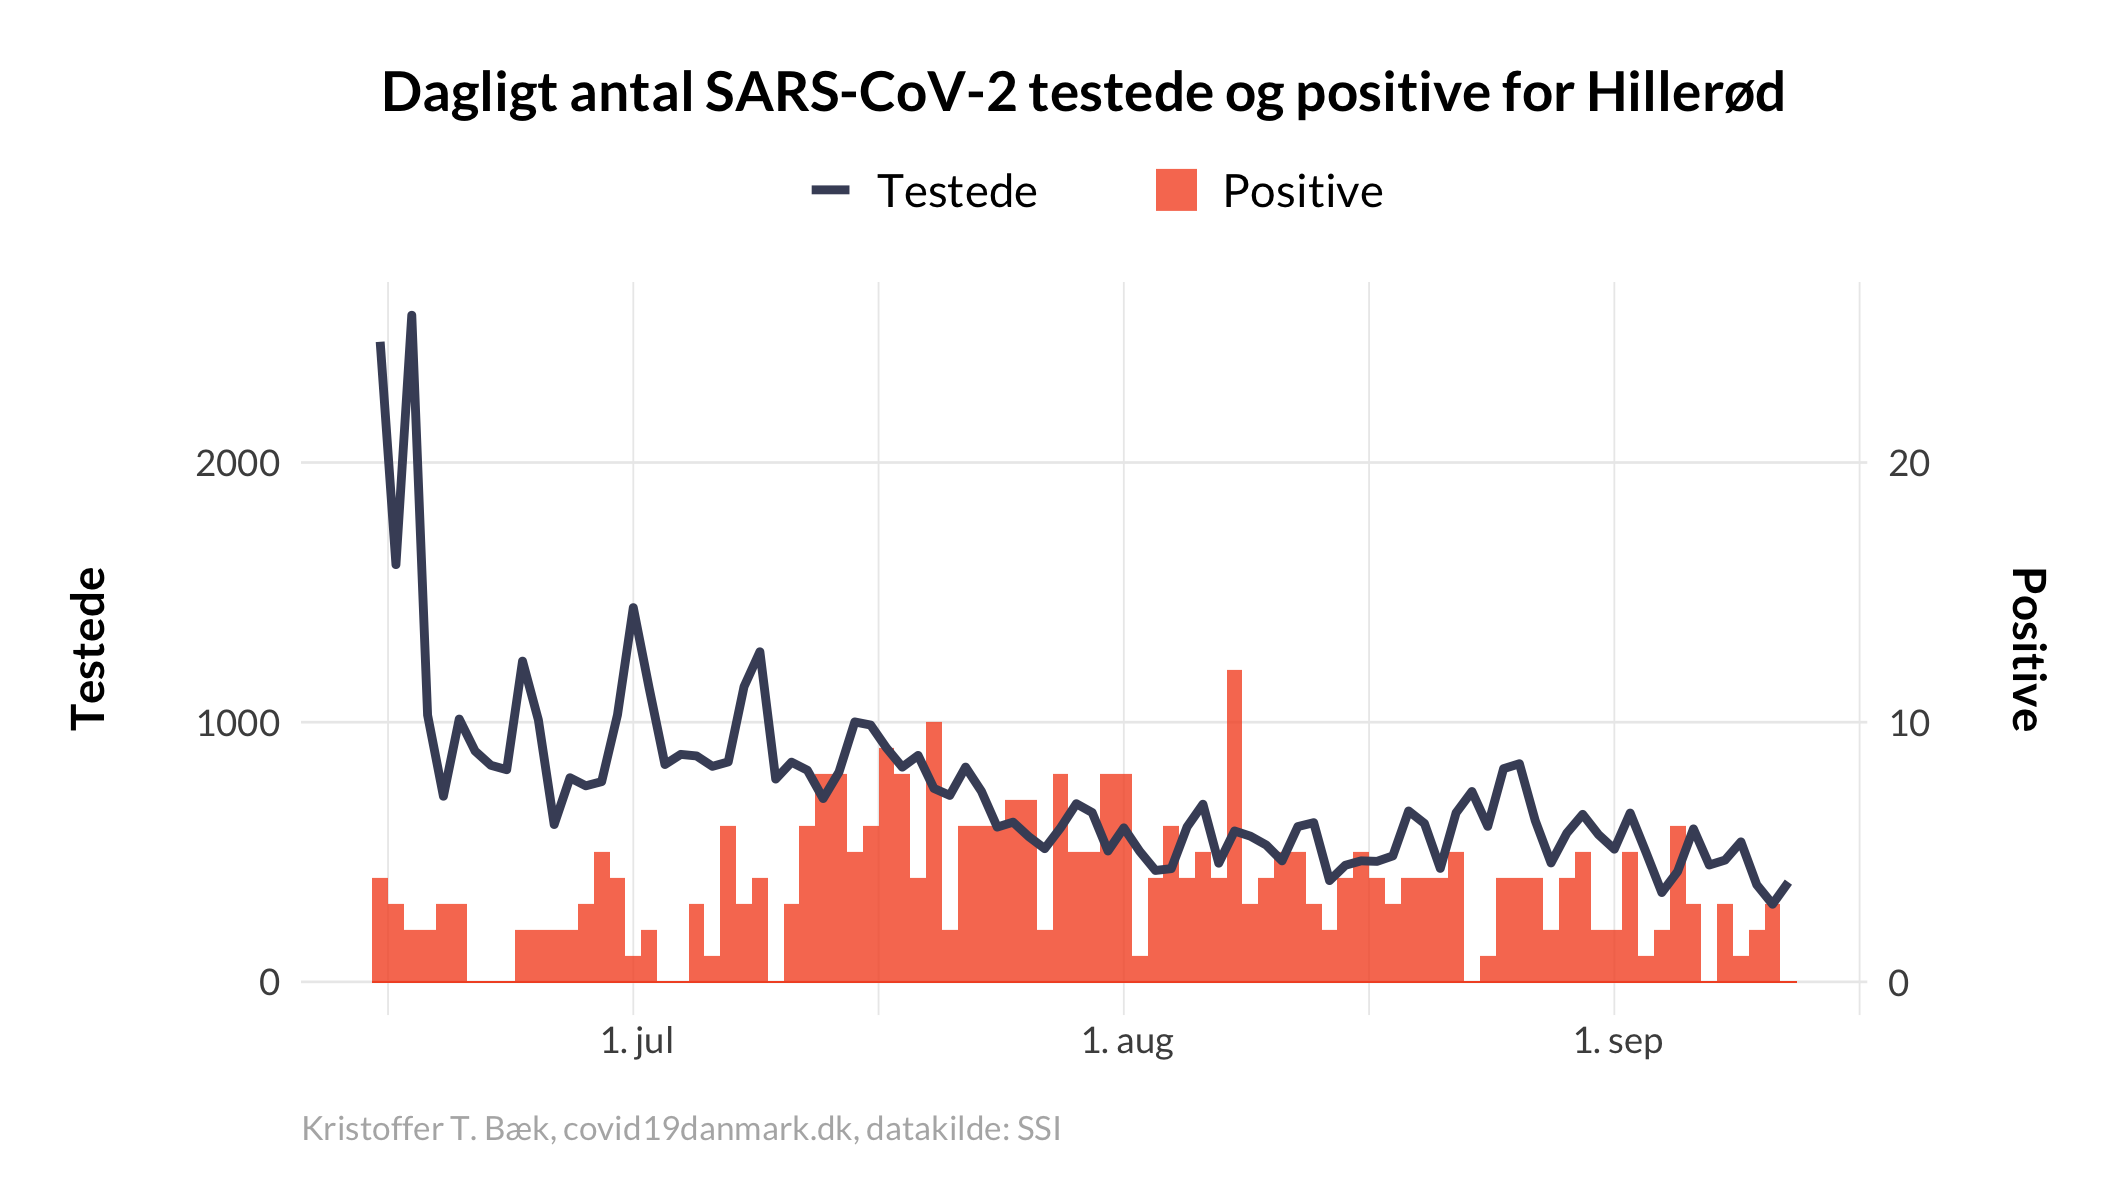 Dagligt antal SARS-CoV-2 testede og positive for Hillerød
Testede
Positive
2000
1000
0
20
10
0
Testede
Positive
1. jul
1. aug
1. sep
Kristoffer T. Bæk, covid19danmark.dk, datakilde: SSI